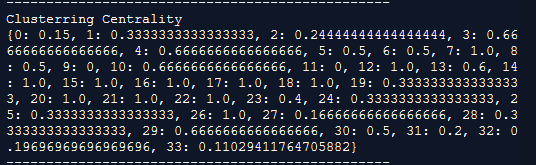 --------------------------------------------------
Clusterring Centrality
{0: 0.15, 1: 0.3333333333333333, 2: 0.24444444444444444, 3: 0.66
66666666666666, 4: 0.6666666666666666, 5: 0.5, 6: 0.5, 7: 1.0, 8
: 0.5, 9: 0, 10: 0.6666666666666666, 11: 0, 12: 1.0, 13: 0.6, 14
: 1.0, 15: 1.0, 16: 1.0, 17: 1.0, 18: 1.0, 19: 0.333333333333333
3, 20: 1.0, 21: 1.0, 22: 1.0, 23: 0.4, 24: 0.3333333333333333, 2
5: 0.3333333333333333, 26: 1.0, 27: 0.16666666666666666, 28: 0.3
333333333333333, 29: 0.6666666666666666, 30: 0.5, 31: 0.2, 32: 0
.19696969696969696, 33: 0.11029411764705882}
--------------------------------------------------